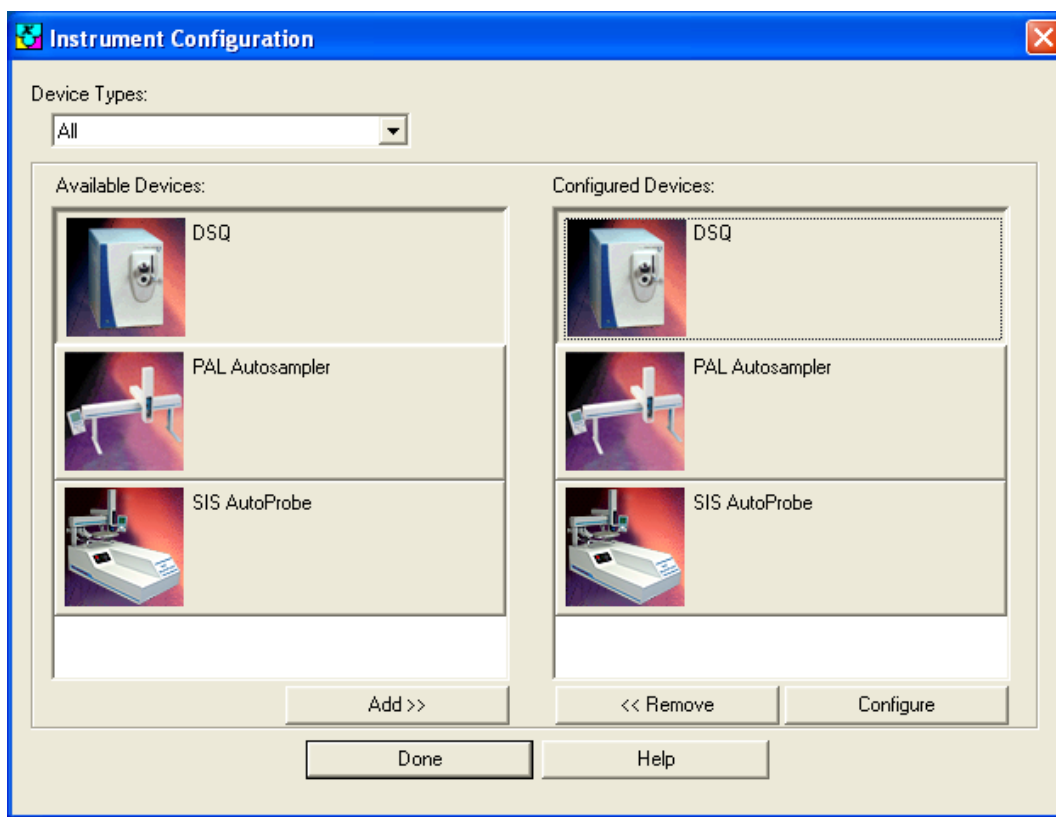 Instrument Configuration
Device Types:
All
Available Devices:
Configured Devices:
DSQ
DSQ
PAL Autosampler
PAL Autosampler
SIS AutoProbe
SIS AutoProbe
Add >>
<< Remove
Configure
Done
Help